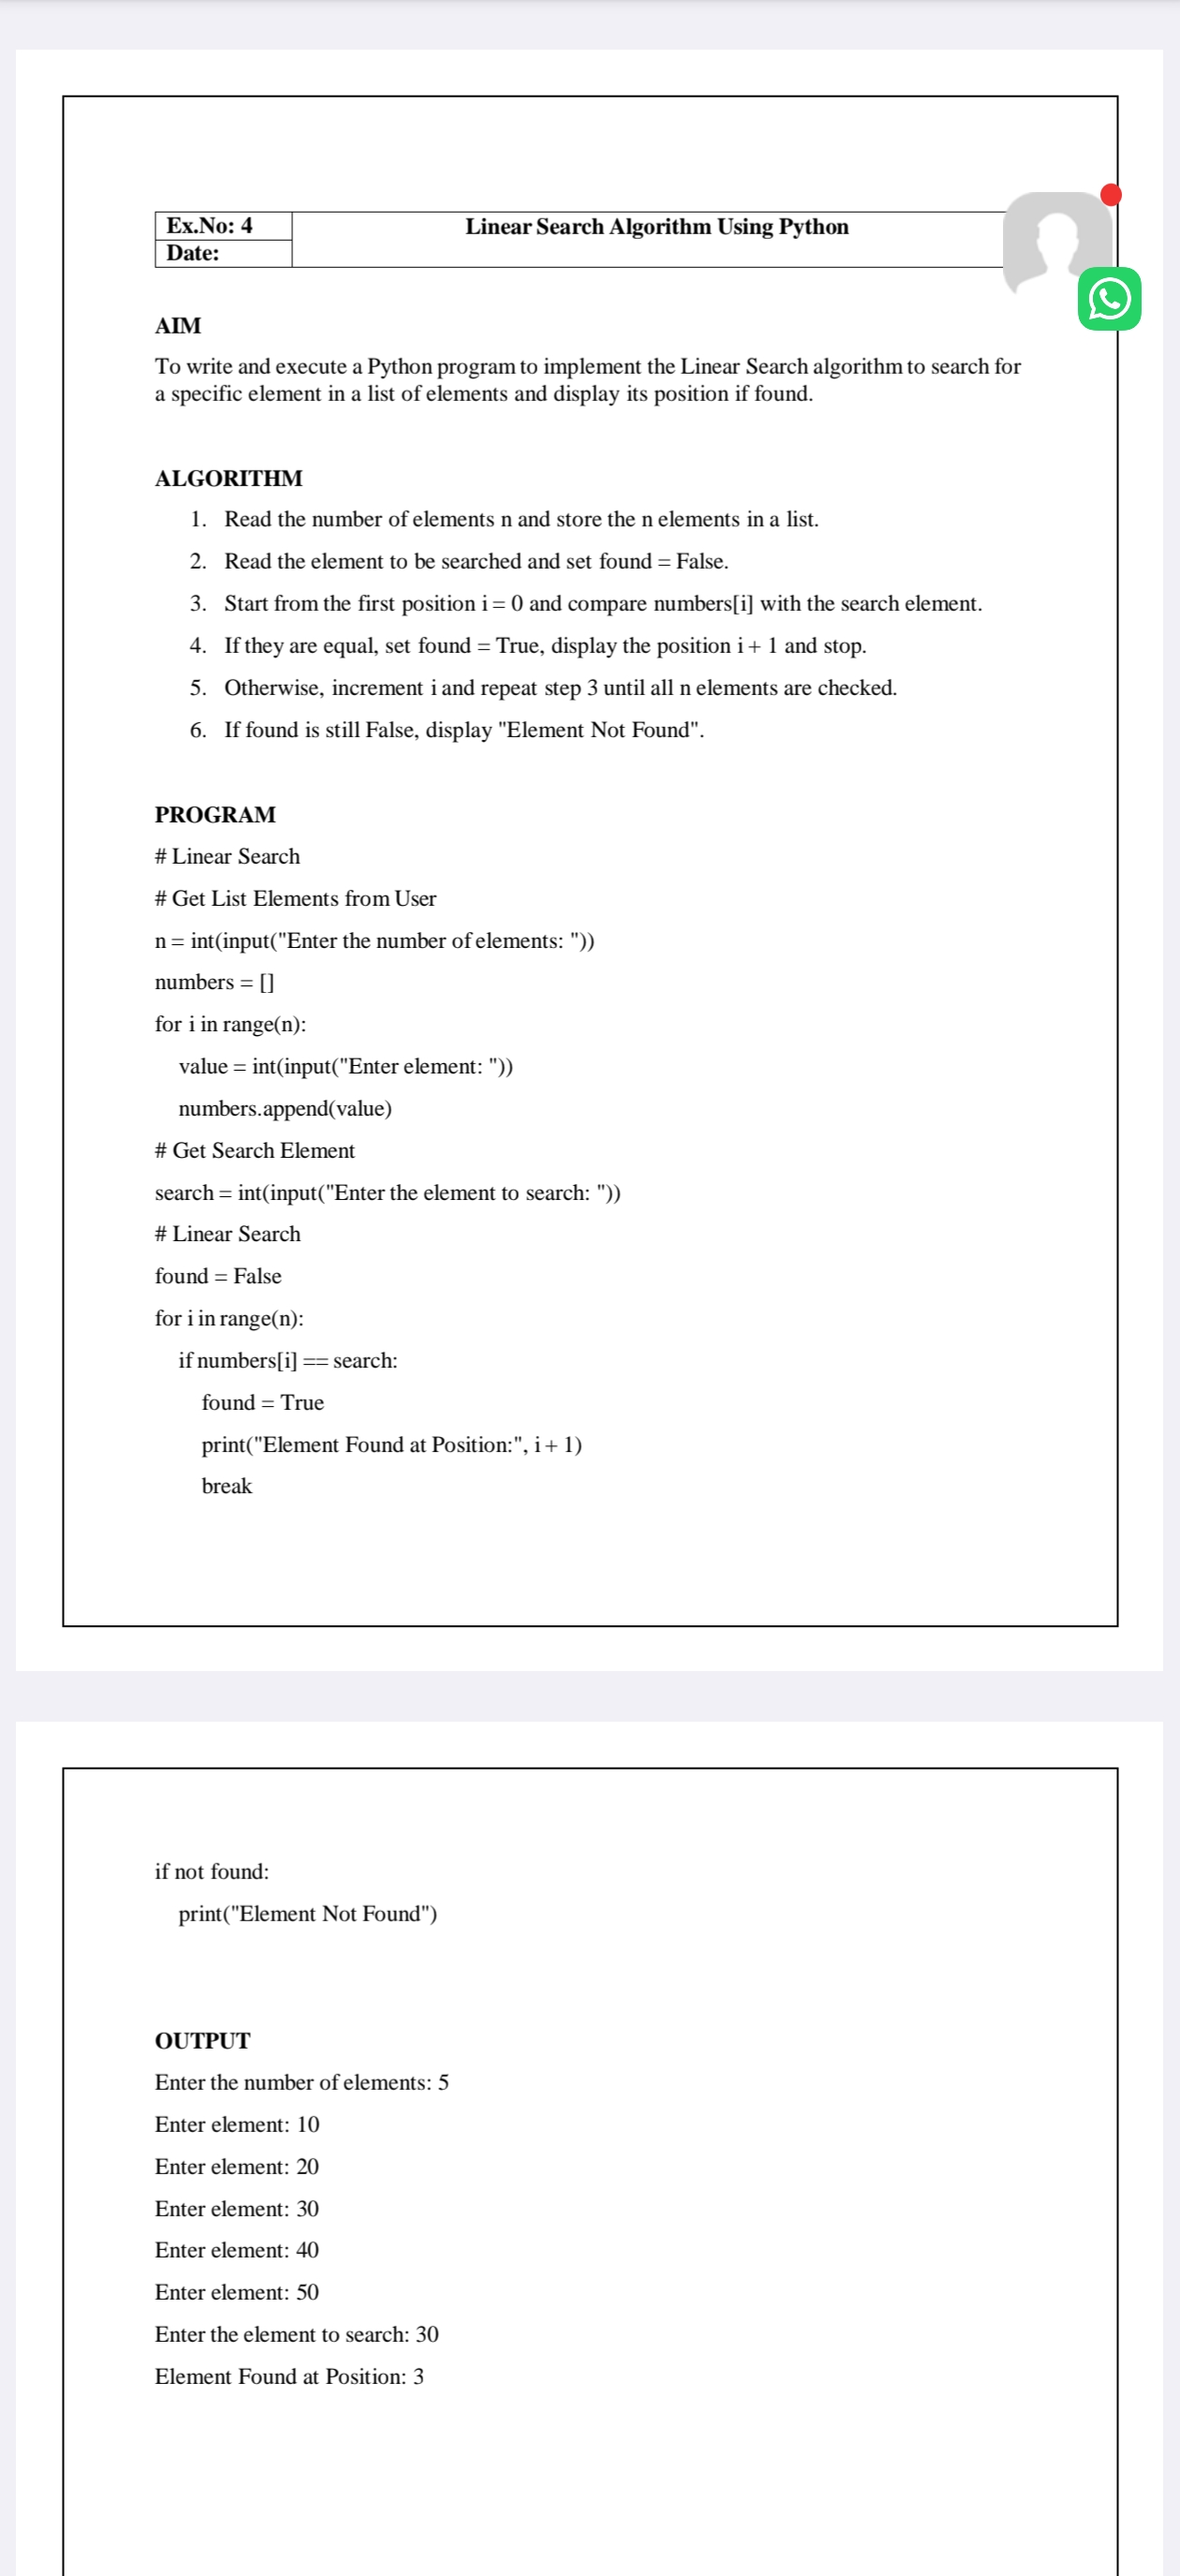 Ex.No: 4
Linear Search Algorithm Using Python
Date:
AIM
To write and execute a Python program to implement the Linear Search algorithm to search for
a specific element in a list of elements and display its position if found.
ALGORITHM
1. Read the number of elements n and store the n elements in a list.
2. Read the element to be searched and set found = False.
3. Start from the first position i = 0 and compare numbers[i] with the search element.
4. If they are equal, set found = True, display the position i + 1 and stop.
5. Otherwise, increment i and repeat step 3 until all n elements are checked.
6. If found is still False, display "Element Not Found".
PROGRAM
# Linear Search
# Get List Elements from User
n = int(input("Enter the number of elements: "))
numbers = []
for i in range(n):
    value = int(input("Enter element: "))
    numbers.append(value)
# Get Search Element
search = int(input("Enter the element to search: "))
# Linear Search
found = False
for i in range(n):
    if numbers[i] == search:
        found = True
        print("Element Found at Position:", i + 1)
        break
if not found:
    print("Element Not Found")
OUTPUT
Enter the number of elements: 5
Enter element: 10
Enter element: 20
Enter element: 30
Enter element: 40
Enter element: 50
Enter the element to search: 30
Element Found at Position: 3